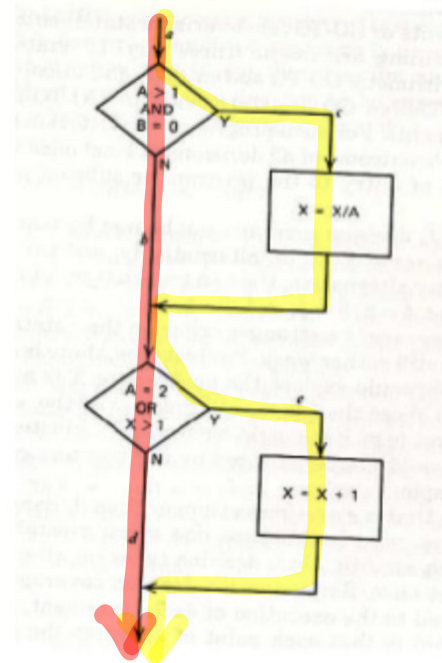 a
A > 1
AND
B = 0
Y
c
N
X = X/A
b
A = 2
OR
X > 1
Y
e
N
X = X + 1
d